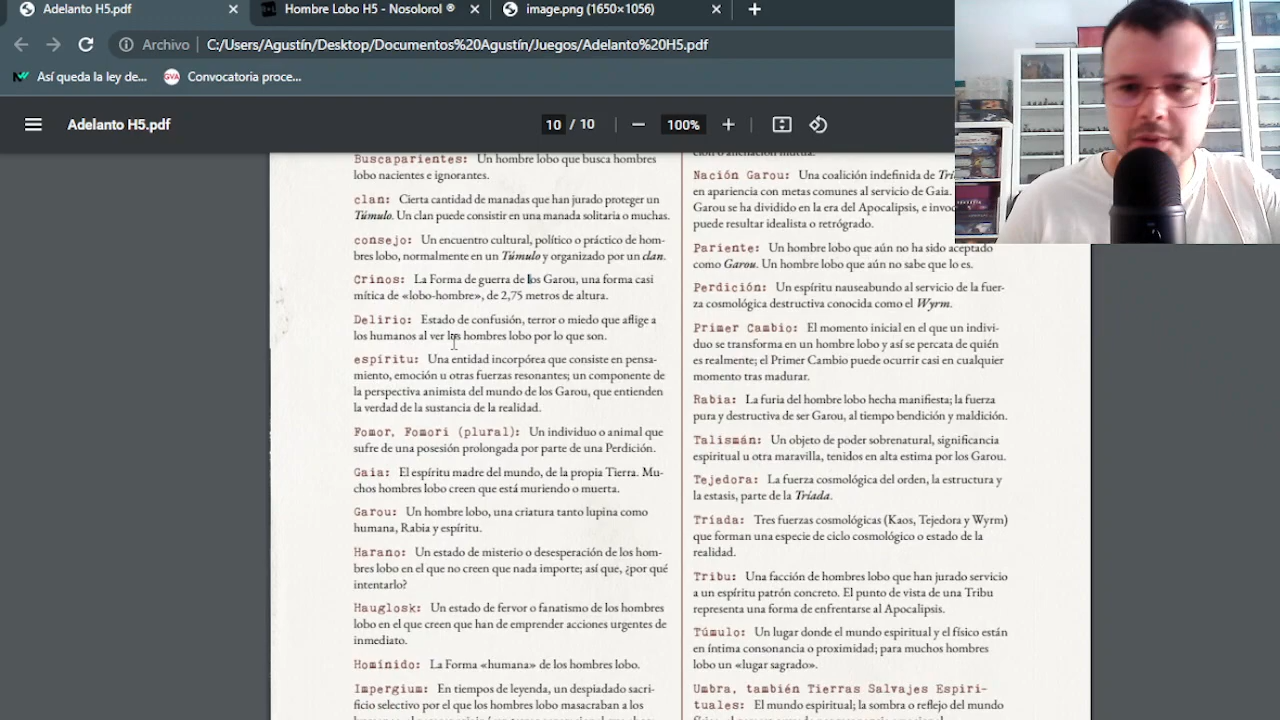 Adelanto H5.pdf
Hombre Lobo H5 - Nosolorol ®
image.png (1650×1056)
Archivo
C:/Users/Agustín/Desktop/Documentos%20Agustín/Juegos/Adelanto%20H5.pdf
Así queda la ley de...
Convocatoria proce...
Adelanto H5.pdf
10 / 10
100%
Buscaparientes: Un hombre lobo que busca hombres
lobo nacientes e ignorantes.
clan: Cierta cantidad de manadas que han jurado proteger un
Túmulo. Un clan puede consistir en una manada solitaria o muchas.
consejo: Un encuentro cultural, político o práctico de hom-
bres lobo, normalmente en un Túmulo y organizado por un clan.
Crinos: La Forma de guerra de los Garou, una forma casi
mítica de «lobo-hombre», de 2,75 metros de altura.
Delirio: Estado de confusión, terror o miedo que aflige a
los humanos al ver los hombres lobo por lo que son.
espíritu: Una entidad incorpórea que consiste en pensa-
miento, emoción u otras fuerzas resonantes; un componente de
la perspectiva animista del mundo de los Garou, que entienden
la verdad de la sustancia de la realidad.
Fomor, Fomori (plural): Un individuo o animal que
sufre de una posesión prolongada por parte de una Perdición.
Gaia: El espíritu madre del mundo, de la propia Tierra. Mu-
chos hombres lobo creen que está muriendo o muerta.
Garou: Un hombre lobo, una criatura tanto lupina como
humana, Rabia y espíritu.
Harano: Un estado de misterio o desesperación de los hom-
bres lobo en el que no creen que nada importe; así que, ¿por qué
intentarlo?
Hauglosk: Un estado de fervor o fanatismo de los hombres
lobo en el que creen que han de emprender acciones urgentes de
inmediato.
Homínido: La Forma «humana» de los hombres lobo.
Impergium: En tiempos de leyenda, un despiadado sacri-
ficio selectivo por el que los hombres lobo masacraban a los
Nación Garou: Una coalición indefinida de
en apariencia con metas comunes al servicio de Gaia.
Garou se ha dividido en la era del Apocalipsis, e
puede resultar idealista o retrógrado.
Pariente: Un hombre lobo que aún no ha sido aceptado
como Garou. Un hombre lobo que aún no sabe que lo es.
Perdición: Un espíritu nauseabundo al servicio de la fuer-
za cosmológica destructiva conocida como el Wyrm.
Primer Cambio: El momento inicial en el que un indivi-
duo se transforma en un hombre lobo y así se percata de quién
es realmente; el Primer Cambio puede ocurrir casi en cualquier
momento tras madurar.
Rabia: La furia del hombre lobo hecha manifiesta; la fuerza
pura y destructiva de ser Garou, al tiempo bendición y maldición.
Talismán: Un objeto de poder sobrenatural, significancia
espiritual u otra maravilla, tenidos en alta estima por los Garou.
Tejedora: La fuerza cosmológica del orden, la estructura y
la estasis, parte de la Tríada.
Tríada: Tres fuerzas cosmológicas (Kaos, Tejedora y Wyrm)
que forman una especie de ciclo cosmológico o estado de la
realidad.
Tribu: Una facción de hombres lobo que han jurado servicio
a un espíritu patrón concreto. El punto de vista de una Tribu
representa una forma de enfrentarse al Apocalipsis.
Túmulo: Un lugar donde el mundo espiritual y el físico están
en íntima consonancia o proximidad; para muchos hombres
lobo un «lugar sagrado».
Umbra, también Tierras Salvajes Espiri-
tuales: El mundo espiritual; la sombra o reflejo del mundo